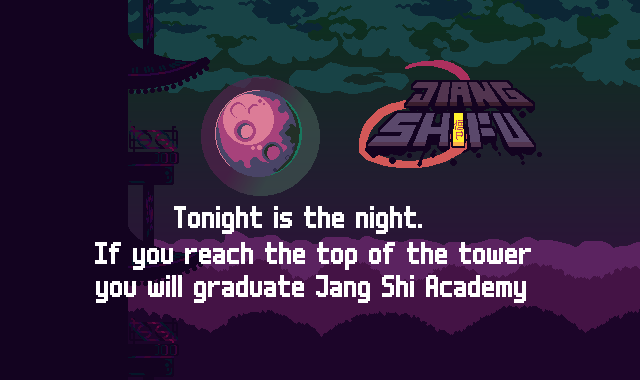 JIANG
SHIFU
Tonight is the night.
If you reach the top of the tower
you will graduate Jang Shi Academy